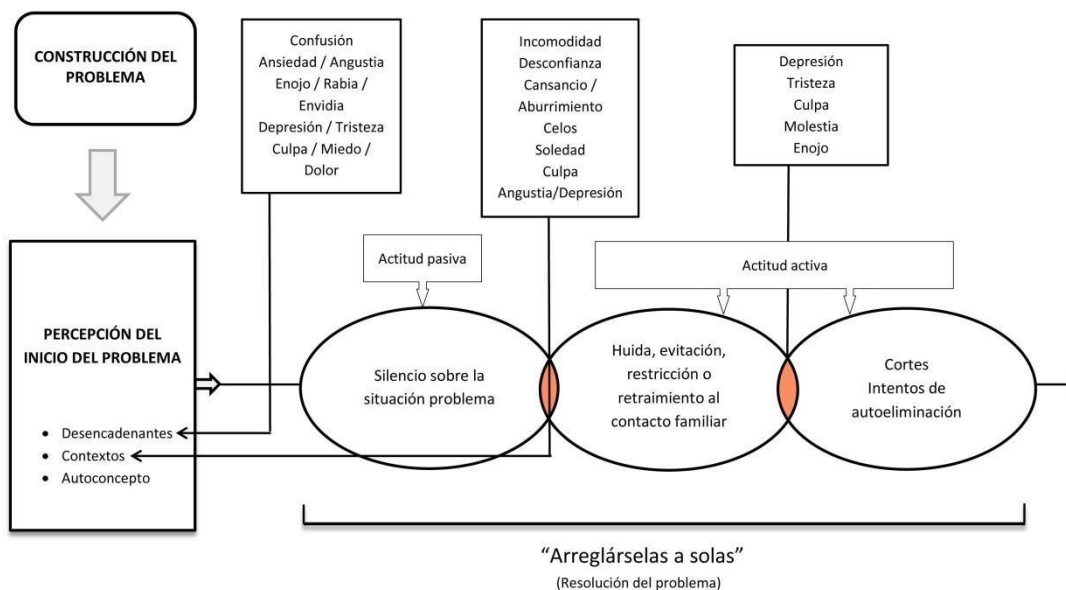 CONSTRUCCIÓN DEL
PROBLEMA
Confusión
Ansiedad / Angustia
Enojo / Rabia /
Envidia
Depresión / Tristeza
Culpa / Miedo /
Dolor
Incomodidad
Desconfianza
Cansancio /
Aburrimiento
Celos
Soledad
Culpa
Angustia/Depresión
Depresión
Tristeza
Culpa
Molestia
Enojo
Actitud pasiva
Actitud activa
PERCEPCIÓN DEL
INICIO DEL PROBLEMA
• Desencadenantes
• Contextos
• Autoconcepto
Silencio sobre la
situación problema
Huida, evitación,
restricción o
retraimiento al
contacto familiar
Cortes
Intentos de
autoeliminación
“Arreglárselas a solas”
(Resolución del problema)